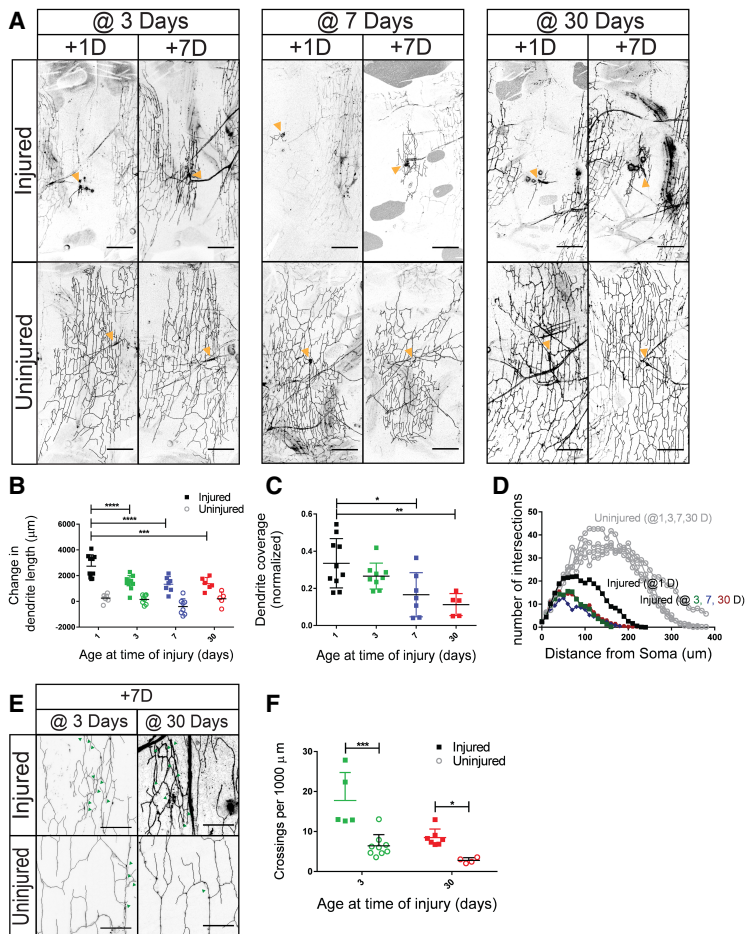 A
@ 3 Days
@ 7 Days
@ 30 Days
+1D
+7D
+1D
+7D
+1D
+7D
Injured
Uninjured
B
Injured
Uninjured
****
****
***
6000
4000
2000
0
-2000
Change in
dendrite length (μm)
1
3
7
30
Age at time of injury (days)
C
*
**
0.6
0.4
0.2
0.0
Dendrite coverage
(normalized)
1
3
7
30
Age at time of injury (days)
D
50
40
30
20
10
0
number of intersections
Uninjured (@1,3,7,30 D)
Injured (@1 D)
Injured (@ 3, 7, 30 D)
0
100
200
300
400
Distance from Soma (um)
E
+7D
@ 3 Days
@ 30 Days
Injured
Uninjured
F
Injured
Uninjured
***
*
30
20
10
0
Crossings per 1000 μ m
3
30
Age at time of injury (days)